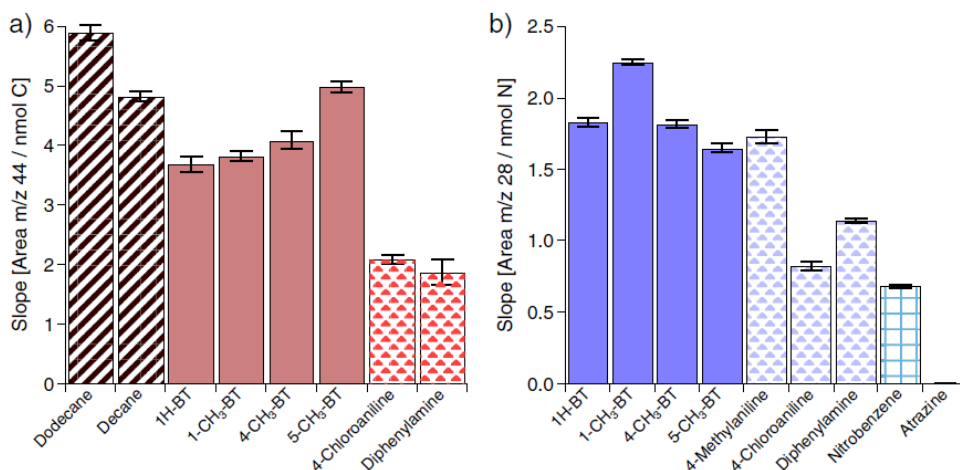 a)
Slope [Area m/z 44 / nmol C]
6
5
4
3
2
1
0
Dodecane
Decane
1H-BT
1-CH₃-BT
4-CH₃-BT
5-CH₃-BT
4-Chloroaniline
Diphenylamine
b)
Slope [Area m/z 28 / nmol N]
2.5
2.0
1.5
1.0
0.5
0.0
1H-BT
1-CH₃-BT
4-CH₃-BT
5-CH₃-BT
4-Methylaniline
4-Chloroaniline
Diphenylamine
Nitrobenzene
Atrazine